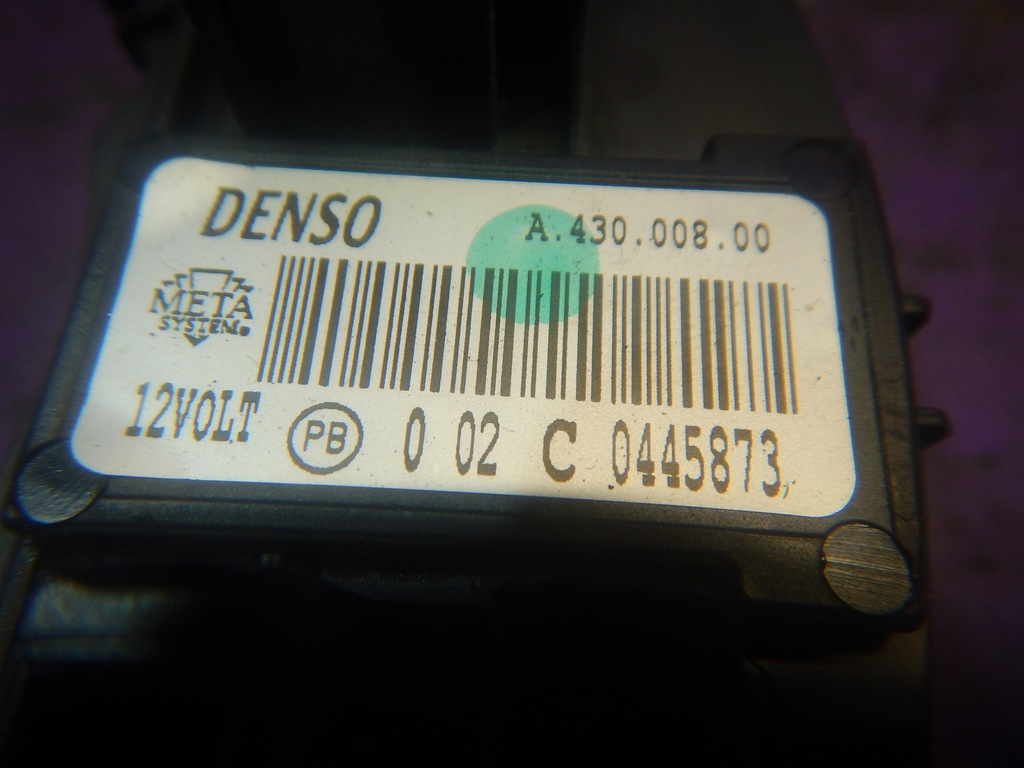 DENSO
A.430.008.00
META
SYSTEM
12VOLT PB 0 02 C 0445873